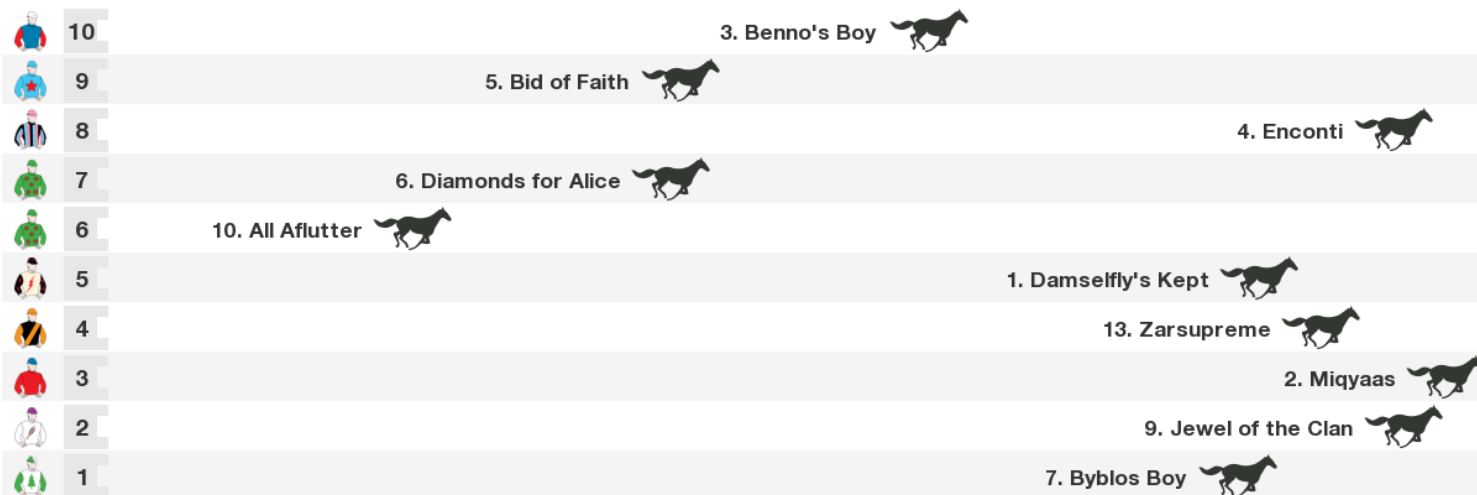 10 3. Benno's Boy
9 5. Bid of Faith
8 4. Enconti
7 6. Diamonds for Alice
6 10. All Aflutter
5 1. Damselfly's Kept
4 13. Zarsupreme
3 2. Miqyaas
2 9. Jewel of the Clan
1 7. Byblos Boy